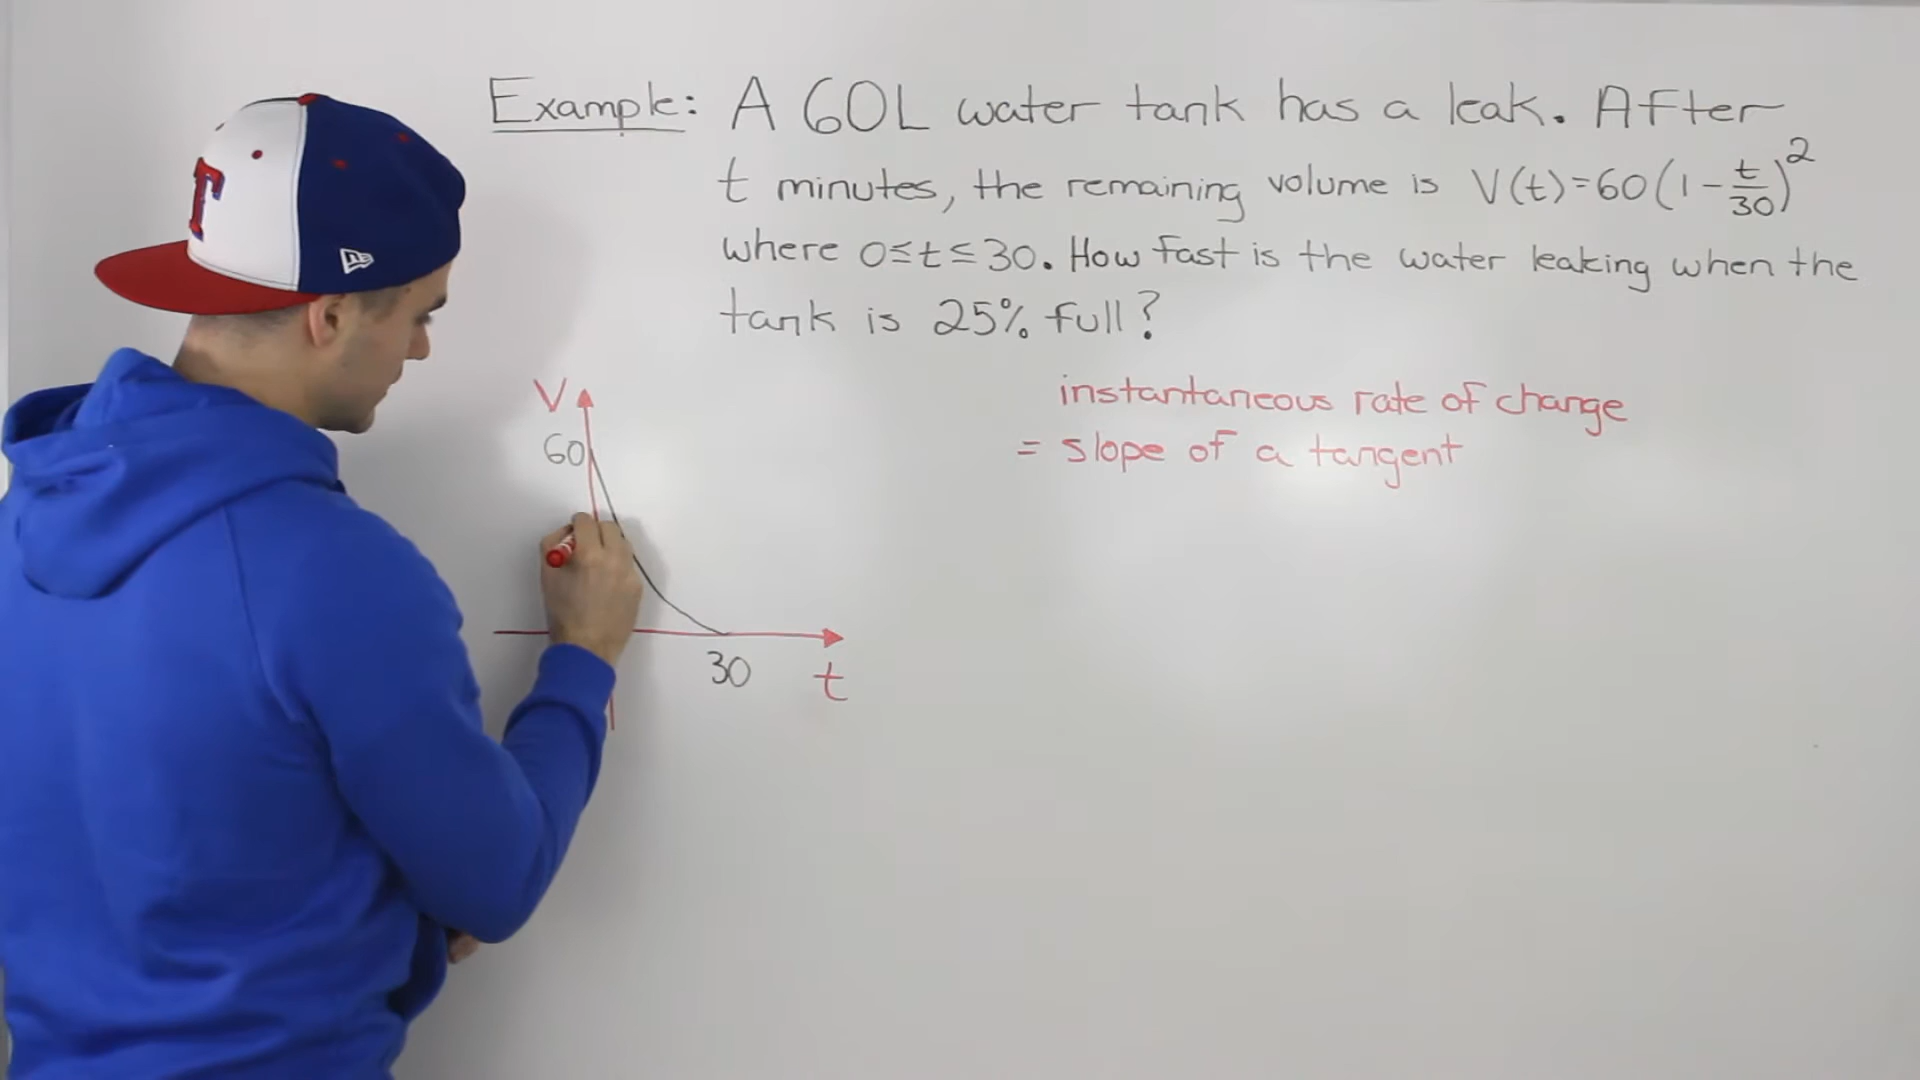 Example: A 60L water tank has a leak. After
t minutes, the remaining volume is V(t)=60(1-t/30)²
where 0≤t≤30. How fast is the water leaking when the
tank is 25% full?
instantaneous rate of change
= slope of a tangent
V
60
30
t
T